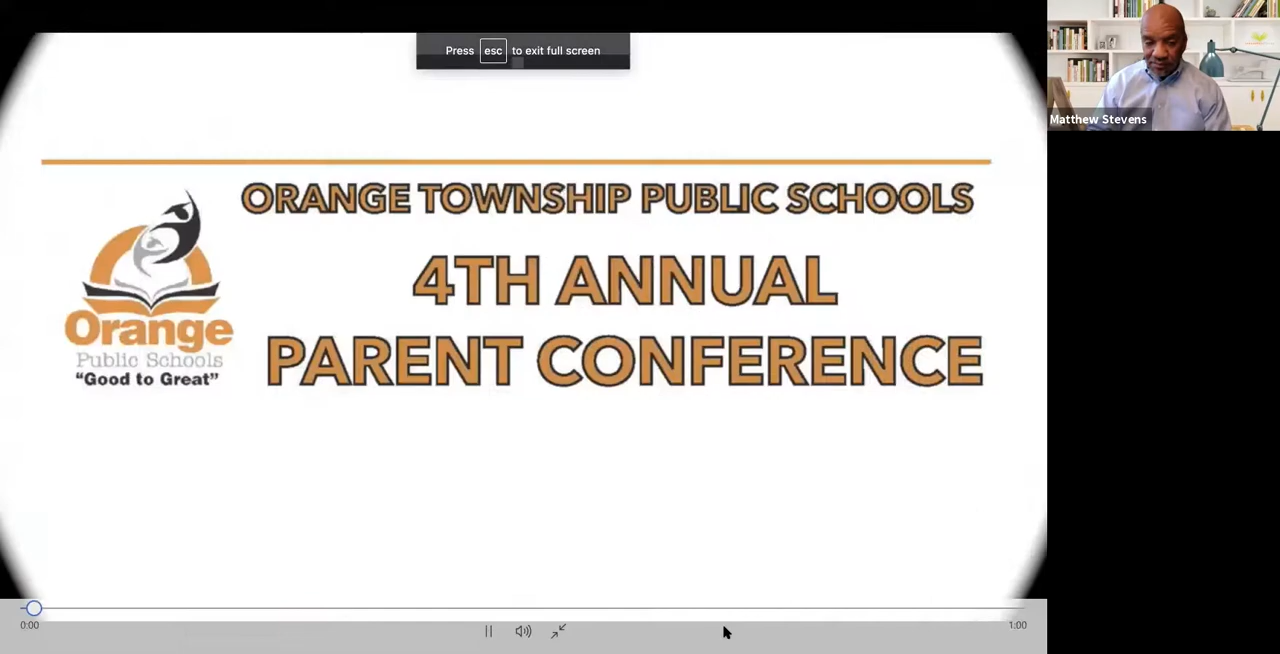 Press esc to exit full screen
Matthew Stevens
ORANGE TOWNSHIP PUBLIC SCHOOLS
4TH ANNUAL
PARENT CONFERENCE
Orange
Public Schools
“Good to Great”
0:00
1:00